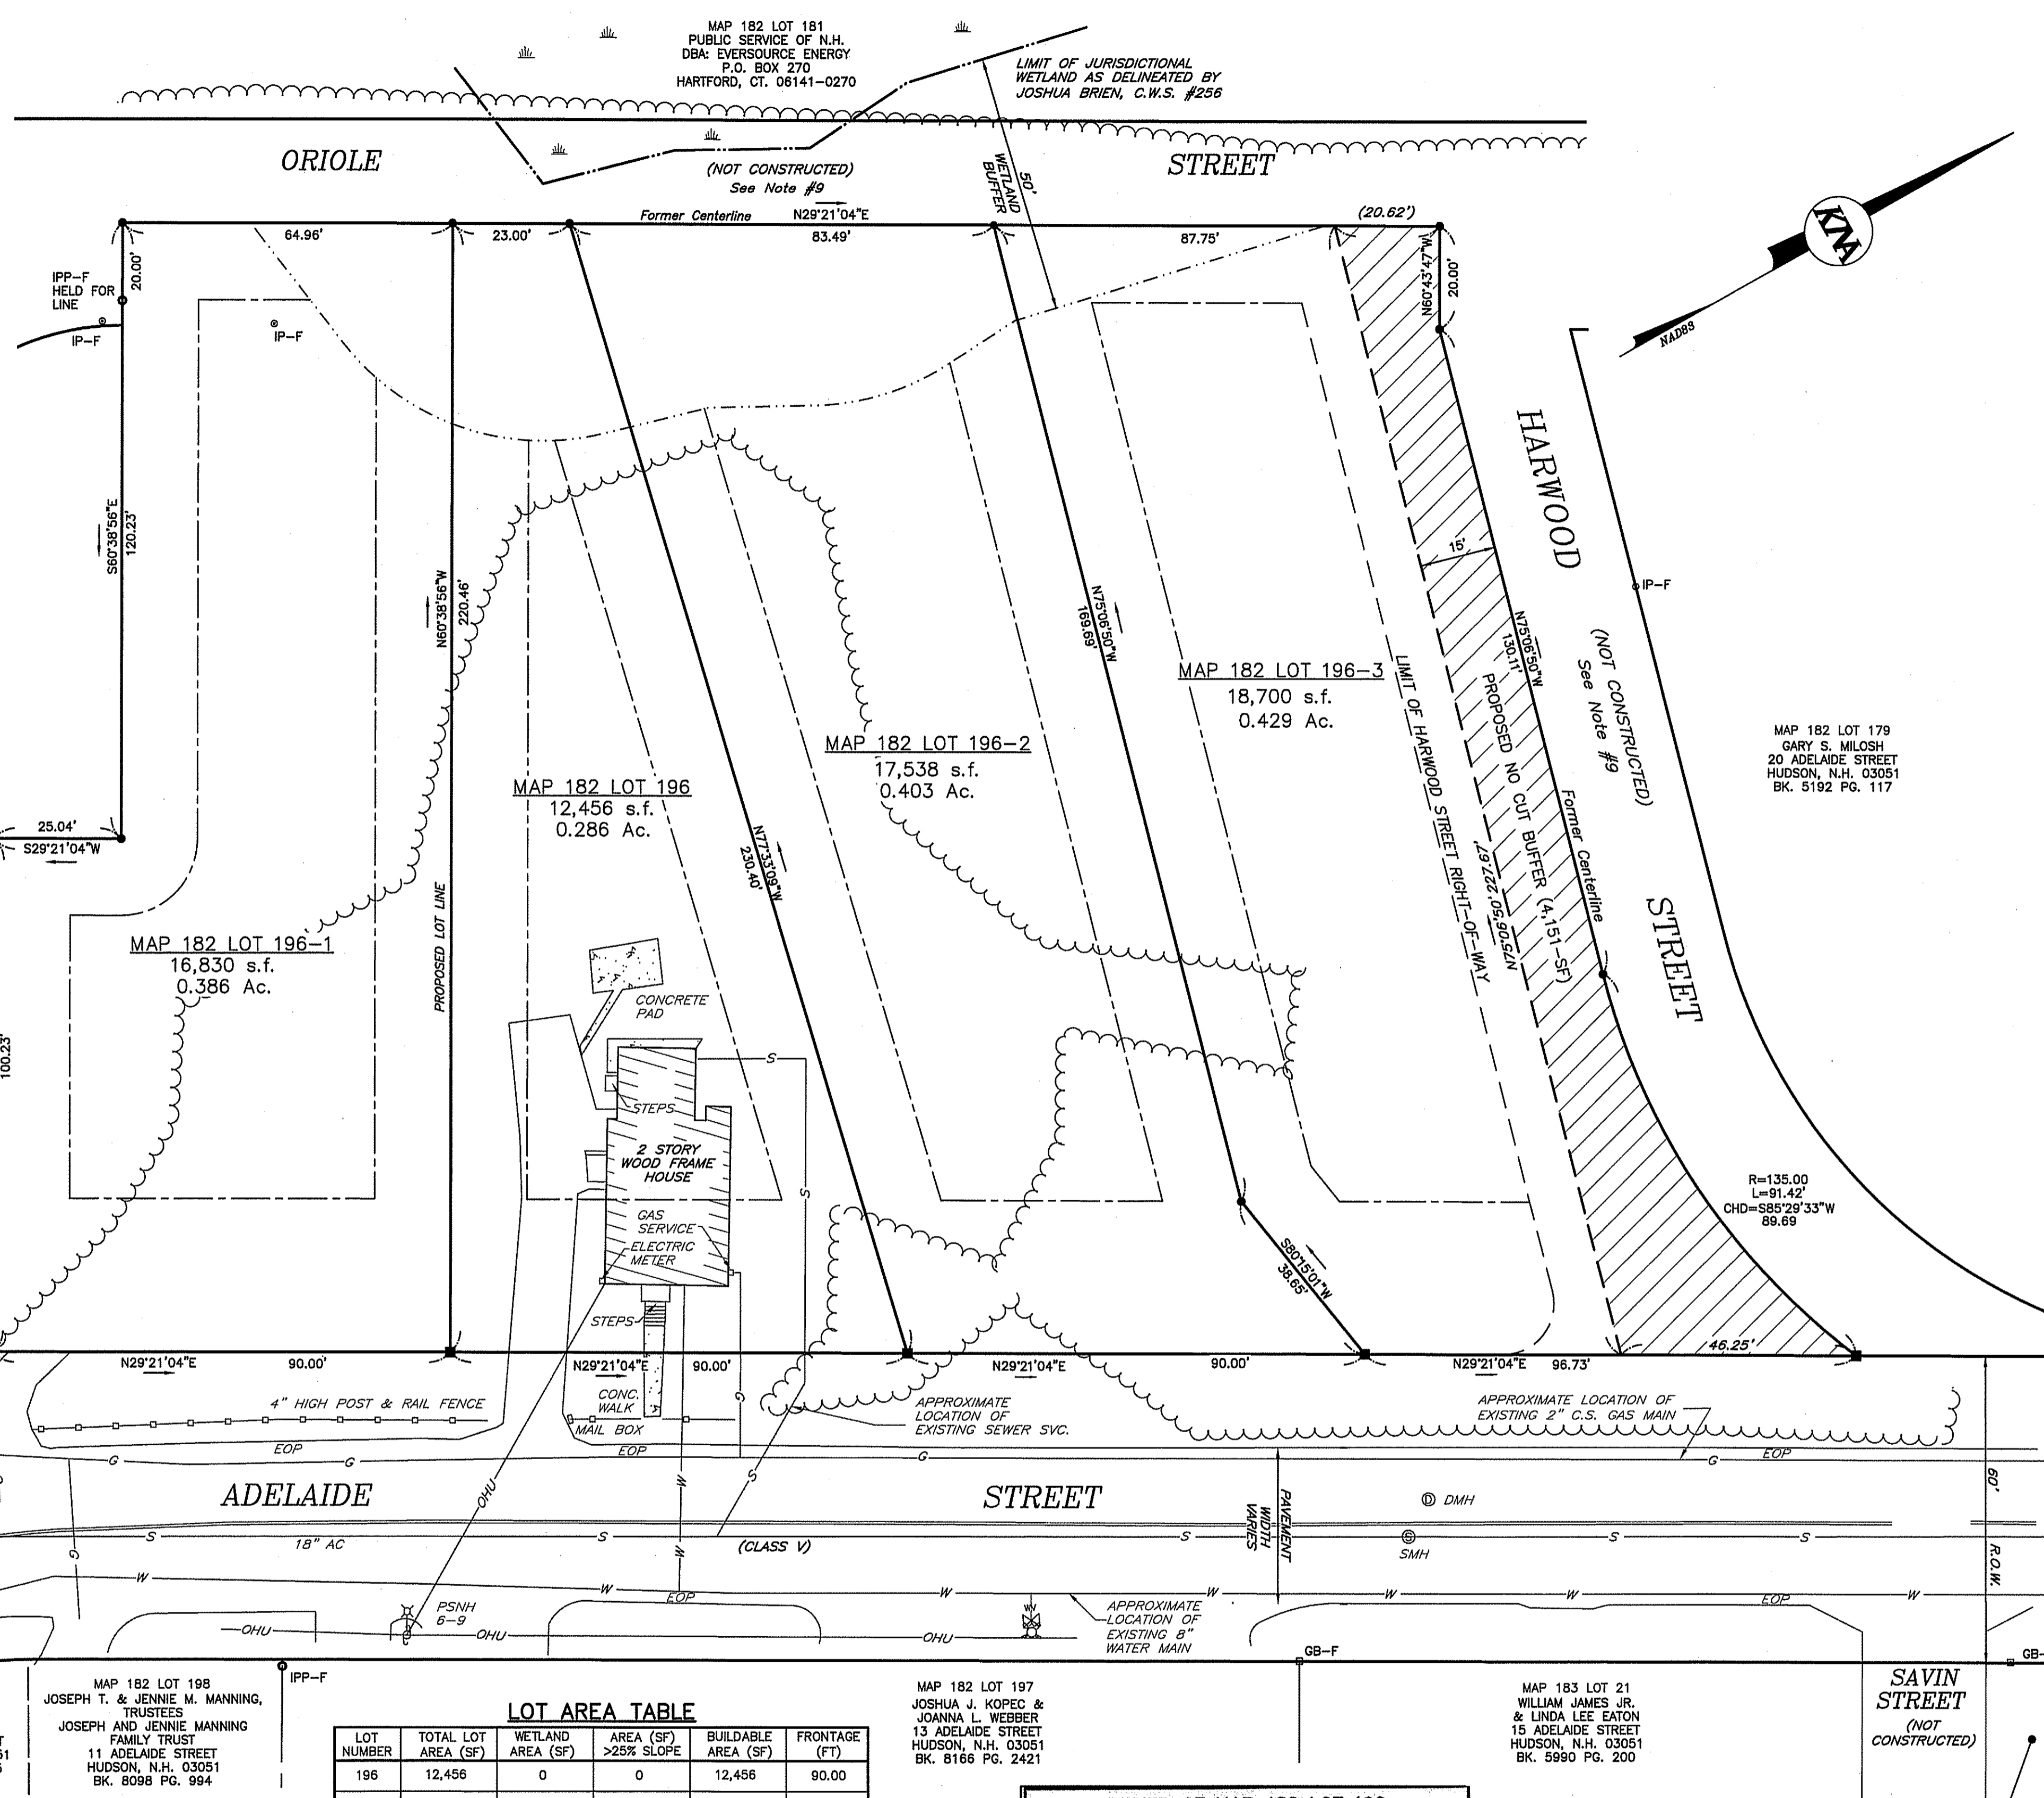 MAP 182 LOT 181
PUBLIC SERVICE OF N.H.
DBA: EVERSOURCE ENERGY
P.O. BOX 270
HARTFORD, CT. 06141-0270
LIMIT OF JURISDICTIONAL
WETLAND AS DELINEATED BY
JOSHUA BRIEN, C.W.S. #256
ORIOLE
STREET
(NOT CONSTRUCTED)
See Note #9
50'
WETLAND
BUFFER
Former Centerline
N29°21'04"E
(20.62')
64.96'
23.00'
83.49'
87.75'
KNA
NAD83
20.00'
IPP-F
HELD FOR
LINE
IP-F
IP-F
N60°43'47"W
20.00'
HARWOOD
STREET
(NOT CONSTRUCTED)
See Note #9
IP-F
15'
S60°38'56"E
120.23'
N60°38'56"W
220.46'
N75°06'50"W
169.69'
N75°06'50"W
130.11'
MAP 182 LOT 196-3
18,700 s.f.
0.429 Ac.
LIMIT OF HARWOOD STREET RIGHT-OF-WAY
PROPOSED NO CUT BUFFER (4,151-SF)
N75°06'50"W
227.67'
Former Centerline
MAP 182 LOT 196-2
17,538 s.f.
0.403 Ac.
MAP 182 LOT 196
12,456 s.f.
0.286 Ac.
N77°33'09"W
230.40'
MAP 182 LOT 179
GARY S. MILOSH
20 ADELAIDE STREET
HUDSON, N.H. 03051
BK. 5192 PG. 117
25.04'
S29°21'04"W
PROPOSED LOT LINE
MAP 182 LOT 196-1
16,830 s.f.
0.386 Ac.
100.23'
CONCRETE
PAD
S
STEPS
2 STORY
WOOD FRAME
HOUSE
S
GAS
SERVICE
ELECTRIC
METER
STEPS
R=135.00
L=91.42'
CHD=S85°29'33"W
89.69
S80°15'01"W
38.65'
46.25'
N29°21'04"E
90.00'
N29°21'04"E
90.00'
N29°21'04"E
90.00'
N29°21'04"E
96.73'
4" HIGH POST & RAIL FENCE
CONC.
WALK
MAIL BOX
G
APPROXIMATE
LOCATION OF
EXISTING SEWER SVC.
APPROXIMATE LOCATION OF
EXISTING 2" C.S. GAS MAIN
EOP
EOP
EOP
G
G
G
G
ADELAIDE
STREET
OHU
W
S
PAVEMENT
WIDTH
VARIES
D
DMH
60'
R.O.W.
S
18" AC
S
(CLASS V)
S
S
SMH
S
S
G
W
W
W
W
W
W
W
W
EOP
EOP
PSNH
6-9
OHU
OHU
OHU
WV
APPROXIMATE
LOCATION OF
EXISTING 8"
WATER MAIN
GB-F
GB-
IPP-F
MAP 182 LOT 198
JOSEPH T. & JENNIE M. MANNING,
TRUSTEES
JOSEPH AND JENNIE MANNING
FAMILY TRUST
11 ADELAIDE STREET
HUDSON, N.H. 03051
BK. 8098 PG. 994
MAP 182 LOT 197
JOSHUA J. KOPEC &
JOANNA L. WEBBER
13 ADELAIDE STREET
HUDSON, N.H. 03051
BK. 8166 PG. 2421
MAP 183 LOT 21
WILLIAM JAMES JR.
& LINDA LEE EATON
15 ADELAIDE STREET
HUDSON, N.H. 03051
BK. 5990 PG. 200
SAVIN
STREET
(NOT
CONSTRUCTED)
LOT AREA TABLE
LOT NUMBER TOTAL LOT AREA (SF) WETLAND AREA (SF) AREA (SF) >25% SLOPE BUILDABLE AREA (SF) FRONTAGE (FT)
196 12,456 0 0 12,456 90.00